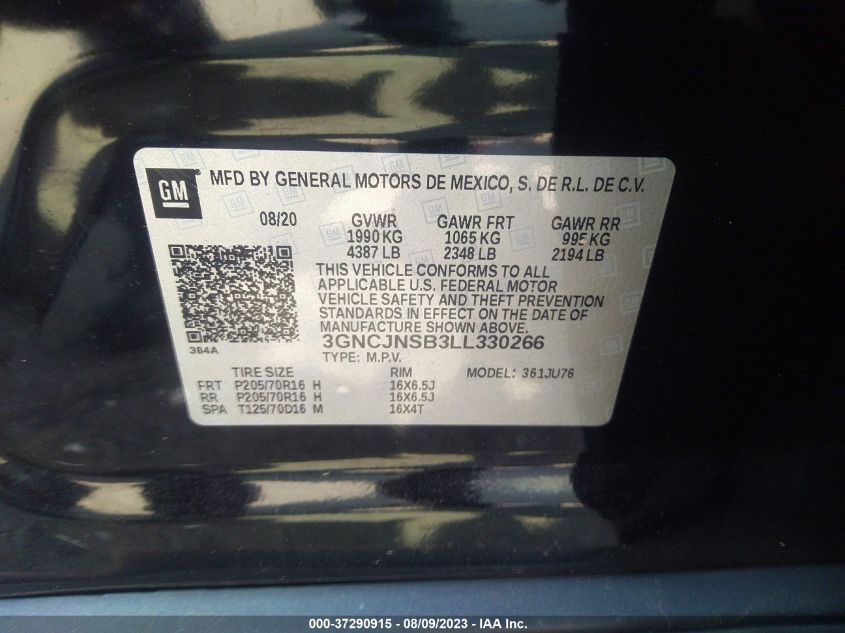 GM MFD BY GENERAL MOTORS DE MEXICO, S. DE R.L. DE C.V.
08/20 GVWR GAWR FRT GAWR RR
1990 KG 1065 KG 995 KG
4387 LB 2348 LB 2194 LB
THIS VEHICLE CONFORMS TO ALL
APPLICABLE U.S. FEDERAL MOTOR
VEHICLE SAFETY AND THEFT PREVENTION
STANDARDS IN EFFECT ON THE DATE OF
MANUFACTURE SHOWN ABOVE.
3B4A 3GNCJNSB3LL330266
TYPE: M.P.V.
TIRE SIZE RIM MODEL: 361JU76
FRT P205/70R16 H 16X6.5J
RR P205/70R16 H 16X6.5J
SPA T125/70D16 M 16X4T
000-37290915 - 08/09/2023 - IAA Inc.